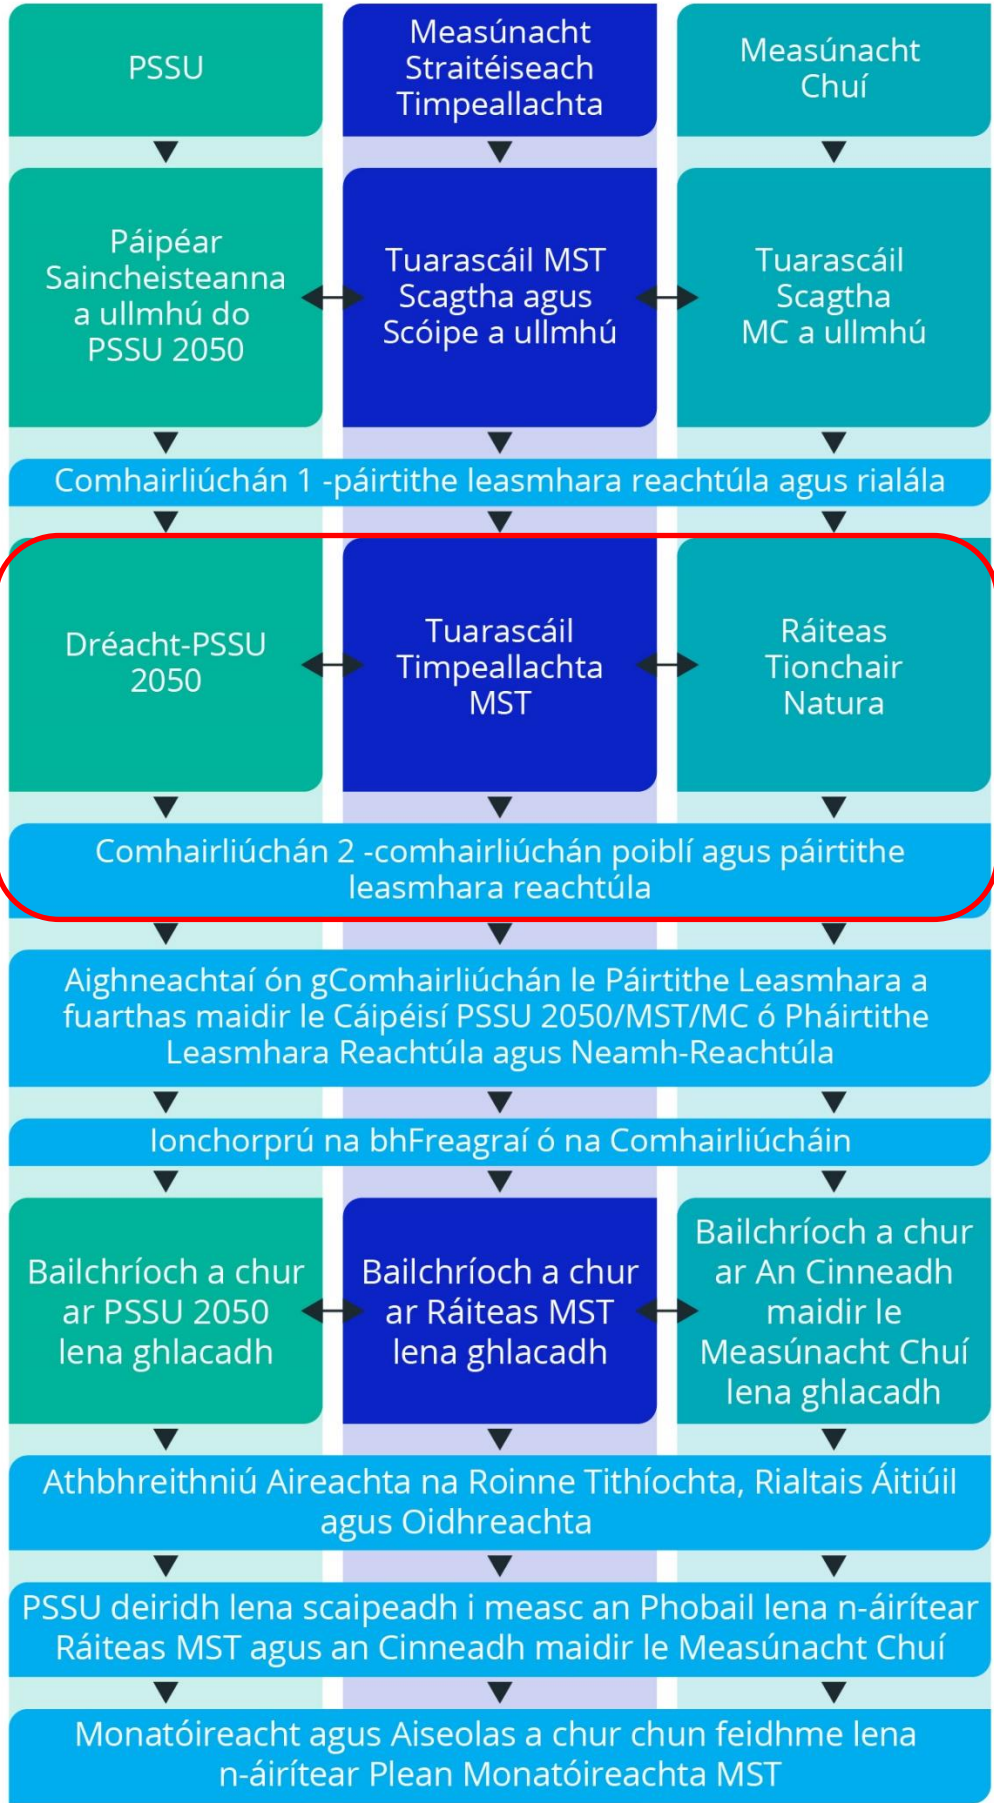 PSSU
Measúnacht
Straitéiseach
Timpeallachta
Measúnacht
Chuí
Páipéar
Saincheisteanna
a ullmhú do
PSSU 2050
Tuarascáil MST
Scagtha agus
Scóipe a ullmhú
Tuarascáil
Scagtha
MC a ullmhú
Comhairliúchán 1 -páirtithe leasmhara reachtúla agus rialála
Dréacht-PSSU
2050
Tuarascáil
Timpeallachta
MST
Ráiteas
Tionchair
Natura
Comhairliúchán 2 -comhairliúchán poiblí agus páirtithe
leasmhara reachtúla
Aighneachtaí ón gComhairliúchán le Páirtithe Leasmhara a
fuarthas maidir le Cáipéisí PSSU 2050/MST/MC ó Pháirtithe
Leasmhara Reachtúla agus Neamh-Reachtúla
Ionchorprú na bhFreagraí ó na Comhairliúcháin
Bailchríoch a chur
ar PSSU 2050
lena ghlacadh
Bailchríoch a chur
ar Ráiteas MST
lena ghlacadh
Bailchríoch a chur
ar An Cinneadh
maidir le
Measúnacht Chuí
lena ghlacadh
Athbhreithniú Aireachta na Roinne Tithíochta, Rialtais Áitiúil
agus Oidhreachta
PSSU deiridh lena scaipeadh i measc an Phobail lena n-áirítear
Ráiteas MST agus an Cinneadh maidir le Measúnacht Chuí
Monatóireacht agus Aiseolas a chur chun feidhme lena
n-áirítear Plean Monatóireachta MST